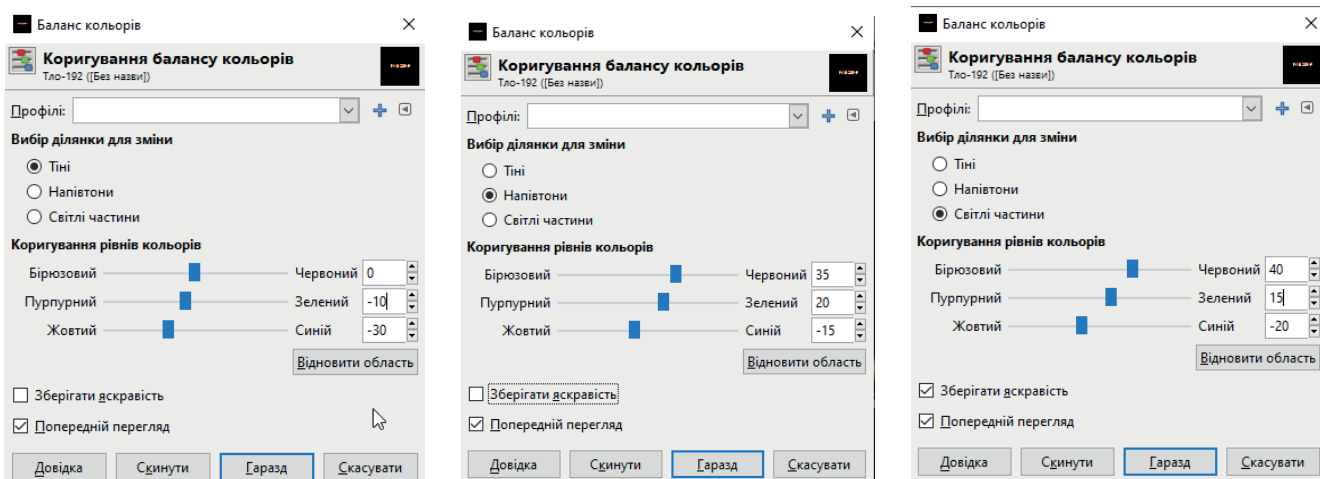 Баланс кольорів
Коригування балансу кольорів
Тло-192 ([Без назви])
Профілі:
Вибір ділянки для зміни
Тіні
Напівтони
Світлі частини
Коригування рівнів кольорів
Бірюзовий Червоний 0
Пурпурний Зелений -10
Жовтий Синій -30
Відновити область
Зберігати яскравість
Попередній перегляд
Довідка Скинути Гаразд Скасувати
Баланс кольорів
Коригування балансу кольорів
Тло-192 ([Без назви])
Профілі:
Вибір ділянки для зміни
Тіні
Напівтони
Світлі частини
Коригування рівнів кольорів
Бірюзовий Червоний 35
Пурпурний Зелений 20
Жовтий Синій -15
Відновити область
Зберігати яскравість
Попередній перегляд
Довідка Скинути Гаразд Скасувати
Баланс кольорів
Коригування балансу кольорів
Тло-192 ([Без назви])
Профілі:
Вибір ділянки для зміни
Тіні
Напівтони
Світлі частини
Коригування рівнів кольорів
Бірюзовий Червоний 40
Пурпурний Зелений 15
Жовтий Синій -20
Відновити область
Зберігати яскравість
Попередній перегляд
Довідка Скинути Гаразд Скасувати